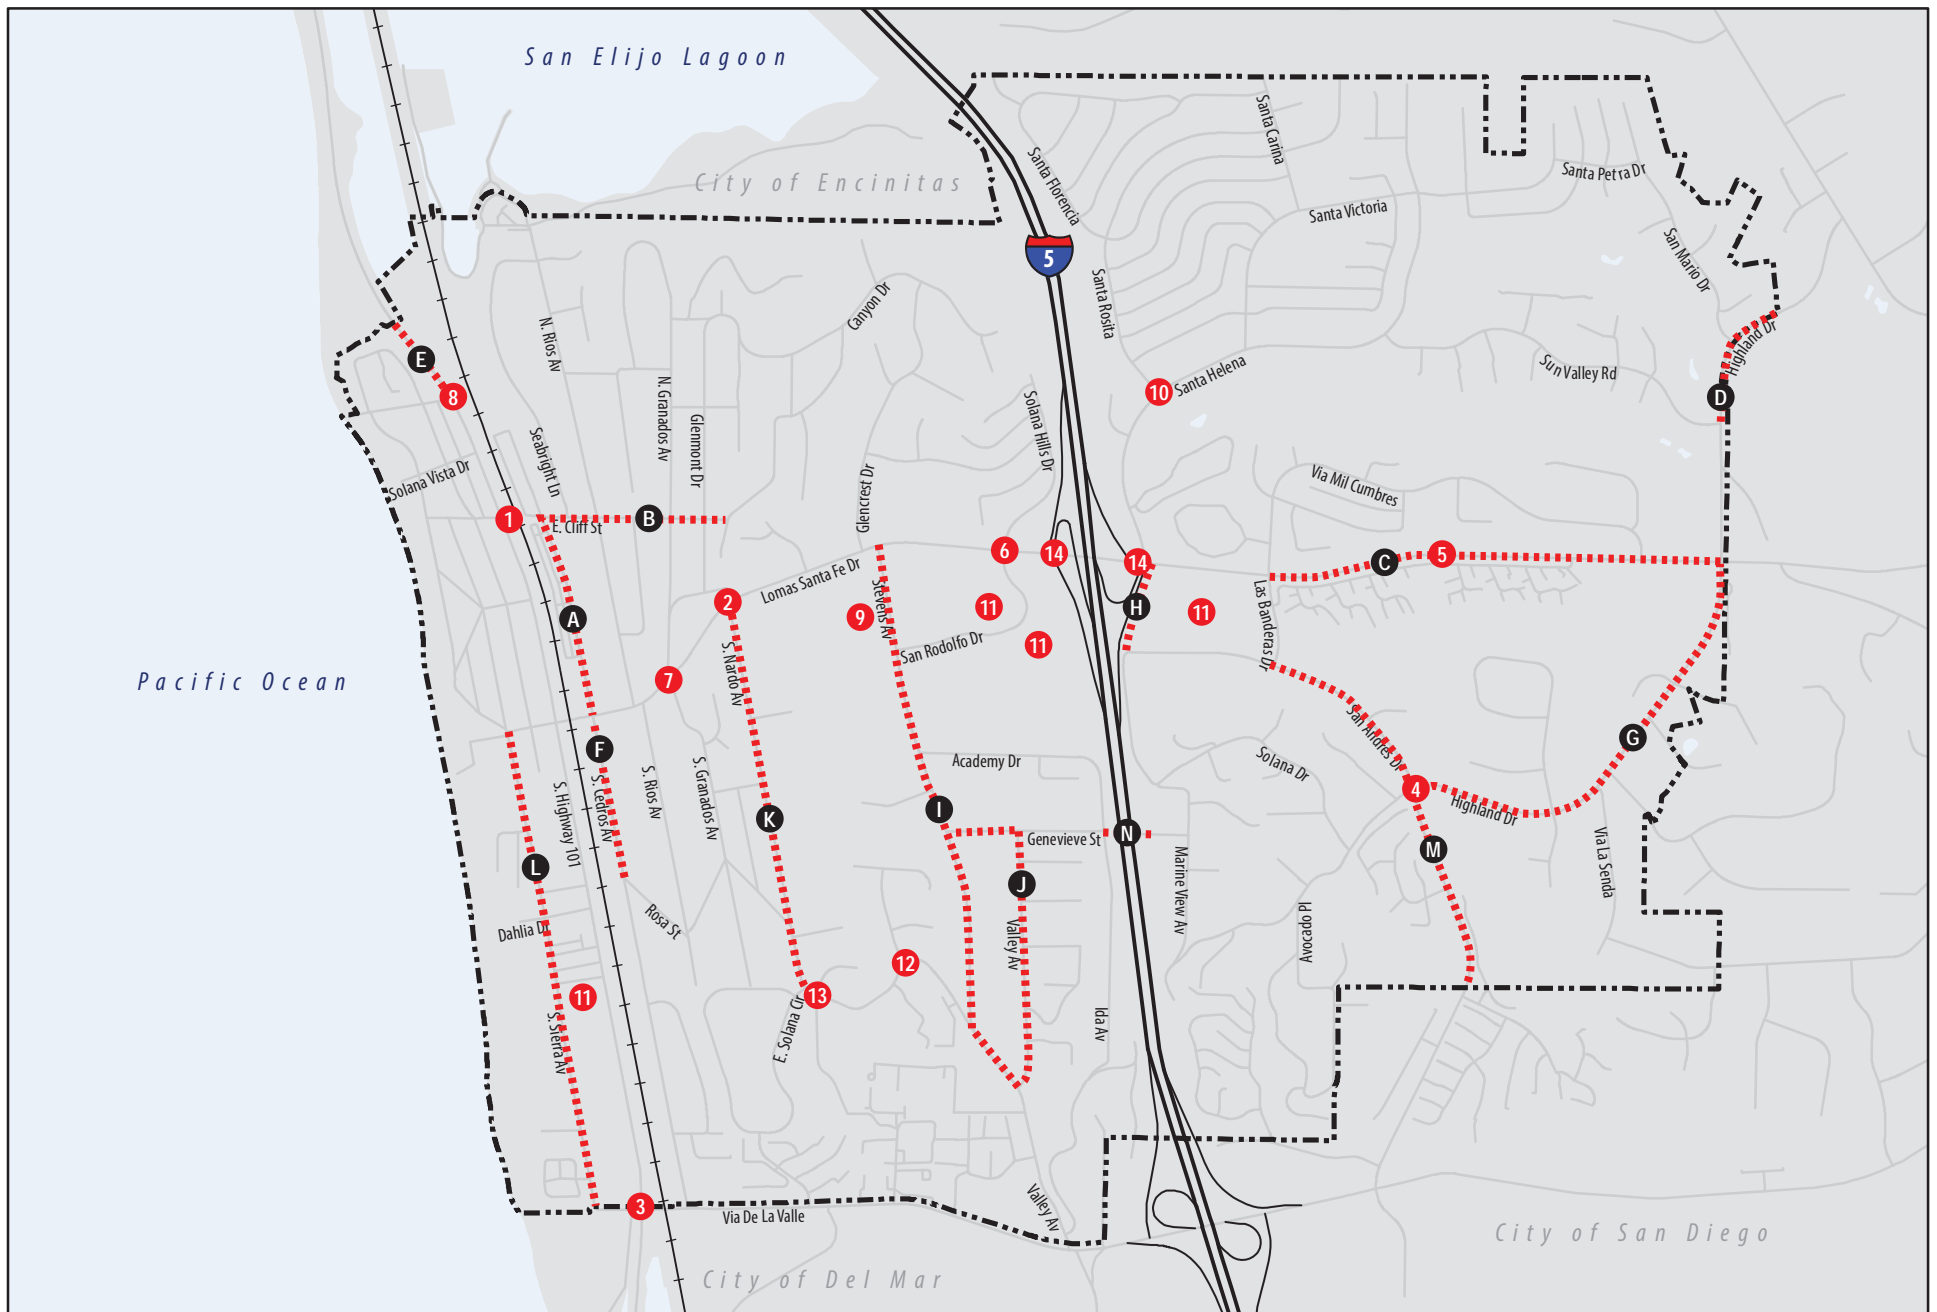 San Elijo Lagoon
City of Encinitas
Santa Florencia
Santa Carina
Santa Petra Dr
Santa Victoria
San Mario Dr
5
Santa Rosita
Canyon Dr
N. Rios Av
E
8
10
Santa Helena
Sun Valley Rd
Highland Dr
D
N. Granados Av
Glenmont Dr
Solana Hills Dr
Seabright Ln
Solana Vista Dr
Glencrest Dr
Via Mil Cumbres
1
E. Cliff St
B
6
14
14
C
5
Lomas Santa Fe Dr
2
9
Stevens Av
11
H
11
Las Banderas Dr
A
San Rodolfo Dr
11
7
S. Nardo Av
Pacific Ocean
San Andres Dr
G
F
Academy Dr
Solana Dr
4
Highland Dr
S. Highway 101
S. Cedros Av
S. Rios Av
S. Granados Av
K
I
Genevieve St
N
M
Marine View Av
Via La Senda
L
J
Dahlia Dr
Rosa St
Valley Av
Avocado Pl
12
11
13
S. Sierra Av
E. Solana Cir
Ida Av
3
Via De La Valle
Valley Av
City of San Diego
City of Del Mar